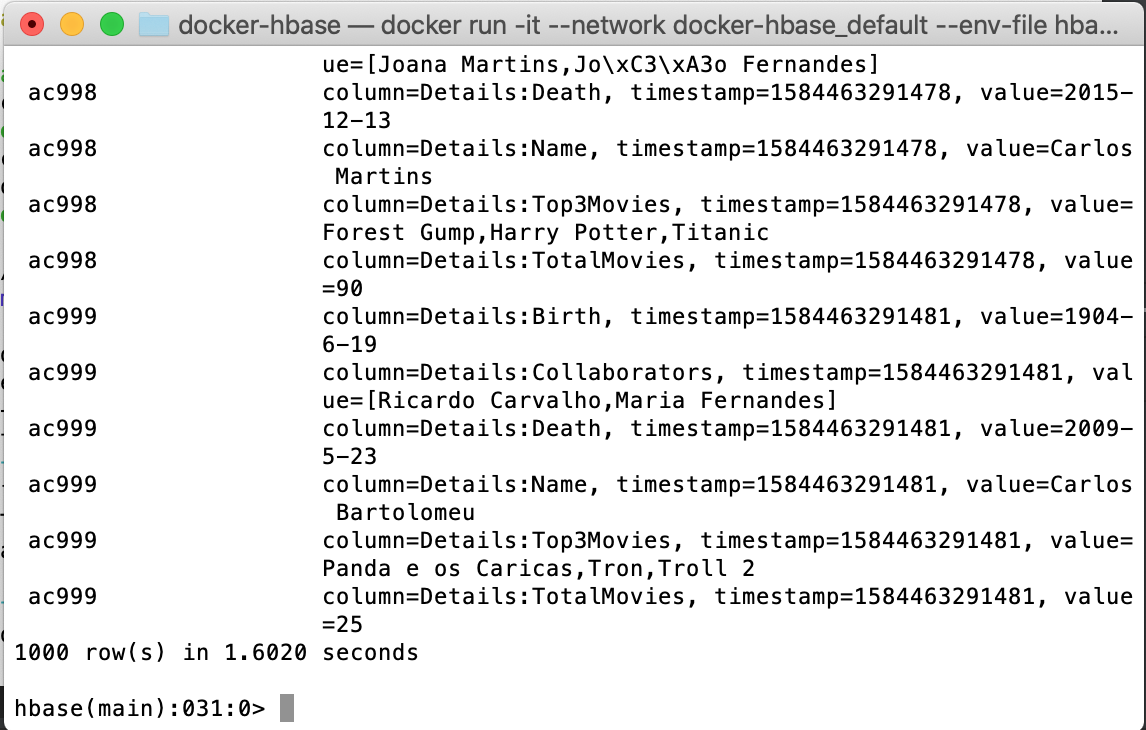 docker-hbase — docker run -it --network docker-hbase_default --env-file hba...
ue=[Joana Martins,Jo\xC3\xA3o Fernandes]
ac998 column=Details:Death, timestamp=1584463291478, value=2015-
12-13
ac998 column=Details:Name, timestamp=1584463291478, value=Carlos
Martins
ac998 column=Details:Top3Movies, timestamp=1584463291478, value=
Forest Gump,Harry Potter,Titanic
ac998 column=Details:TotalMovies, timestamp=1584463291478, value
=90
ac999 column=Details:Birth, timestamp=1584463291481, value=1904-
6-19
ac999 column=Details:Collaborators, timestamp=1584463291481, val
ue=[Ricardo Carvalho,Maria Fernandes]
ac999 column=Details:Death, timestamp=1584463291481, value=2009-
5-23
ac999 column=Details:Name, timestamp=1584463291481, value=Carlos
Bartolomeu
ac999 column=Details:Top3Movies, timestamp=1584463291481, value=
Panda e os Caricas,Tron,Troll 2
ac999 column=Details:TotalMovies, timestamp=1584463291481, value
=25
1000 row(s) in 1.6020 seconds
hbase(main):031:0>